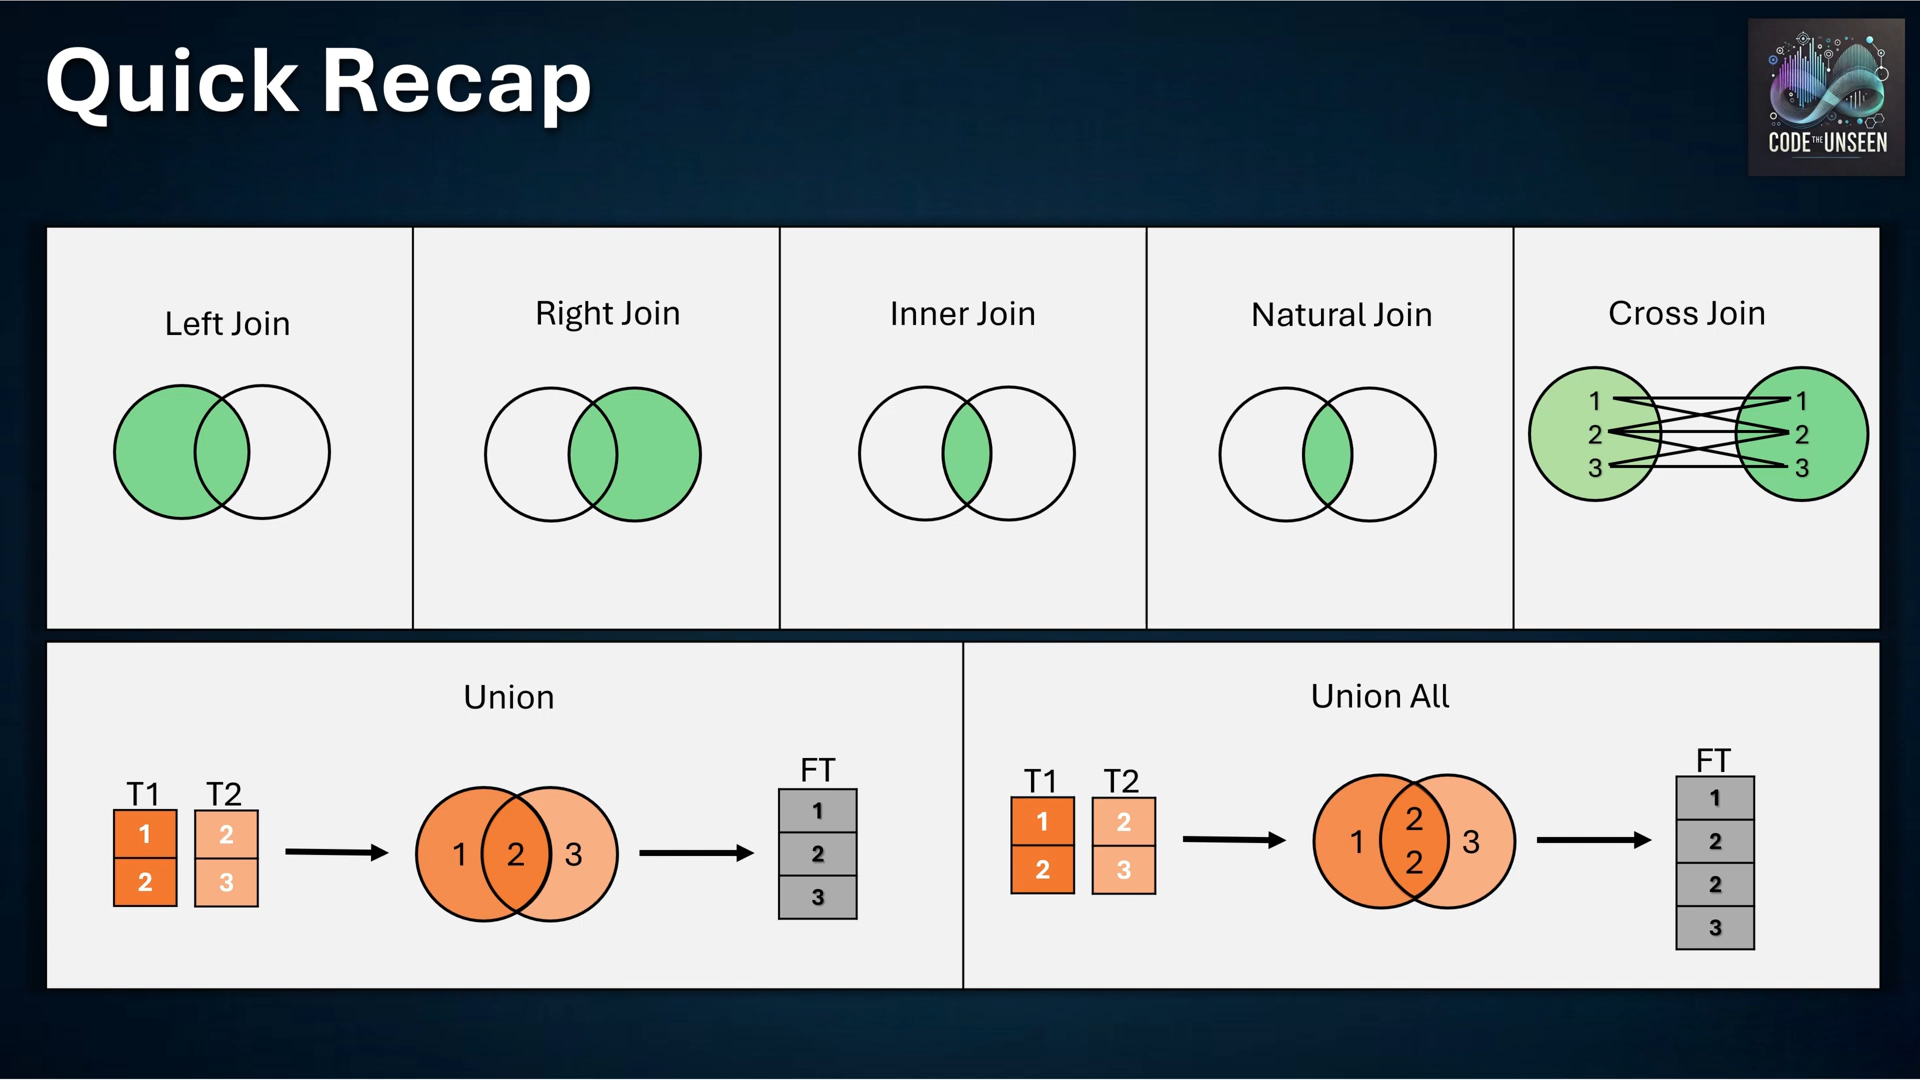 Quick Recap
CODE THE UNSEEN
Left Join
Right Join
Inner Join
Natural Join
Cross Join
1 1
2 2
3 3
Union
T1 T2
1 2
2 3
1 2 3
FT
1
2
3
Union All
T1 T2
1 2
2 3
1 2 3
2
FT
1
2
2
3